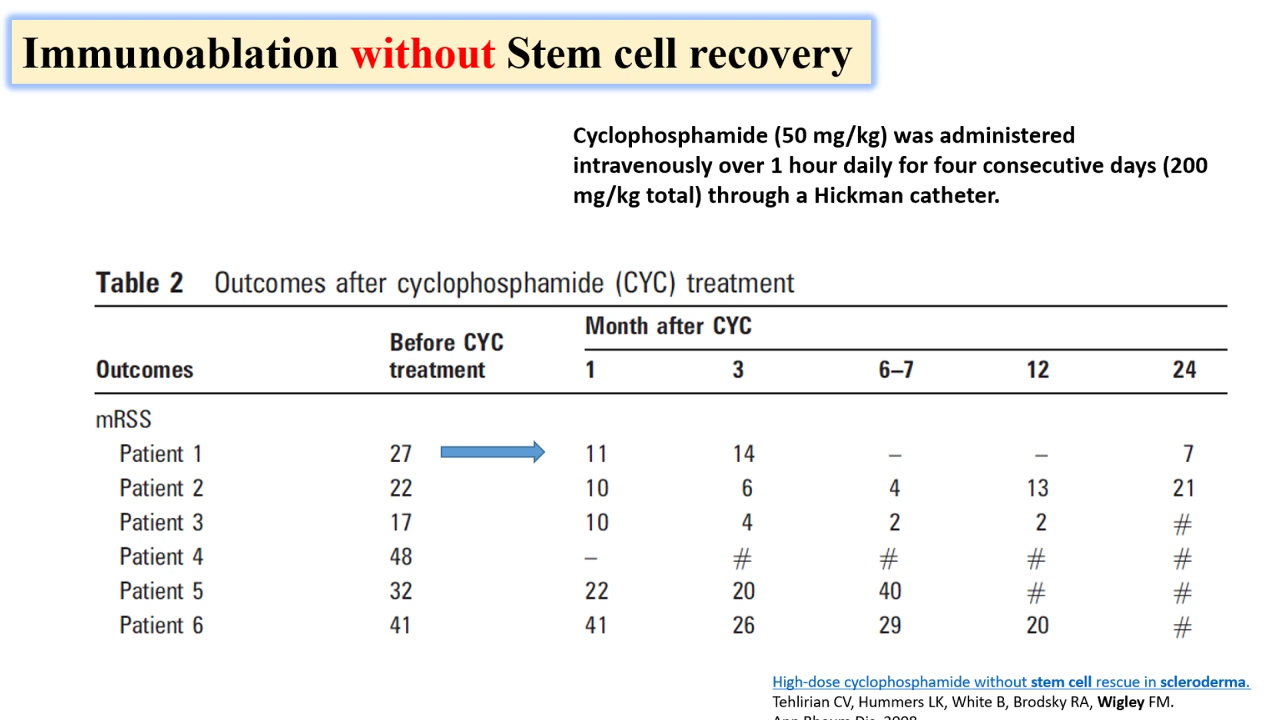 Immunoablation without Stem cell recovery
Cyclophosphamide (50 mg/kg) was administered
intravenously over 1 hour daily for four consecutive days (200
mg/kg total) through a Hickman catheter.
Table 2 Outcomes after cyclophosphamide (CYC) treatment
Month after CYC
Before CYC
treatment
Outcomes 1 3 6–7 12 24
mRSS
Patient 1 27 11 14 – – 7
Patient 2 22 10 6 4 13 21
Patient 3 17 10 4 2 2 #
Patient 4 48 – # # # #
Patient 5 32 22 20 40 # #
Patient 6 41 41 26 29 20 #
High-dose cyclophosphamide without stem cell rescue in scleroderma.
Tehlirian CV, Hummers LK, White B, Brodsky RA, Wigley FM.
Ann Rheum Dis. 2008